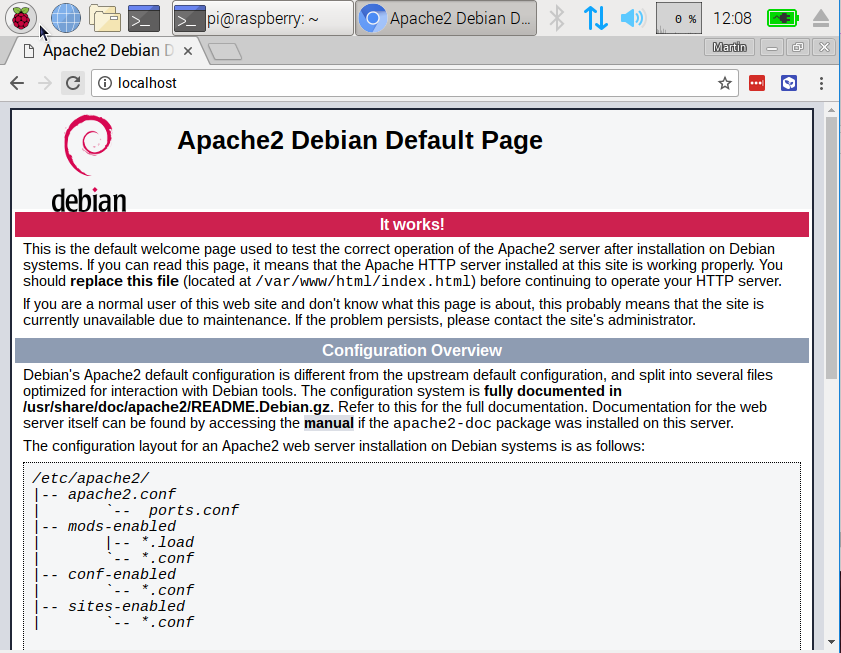 pi@raspberry: ~
Apache2 Debian D...
0 %
12:08
Apache2 Debian D
Martin
localhost
debian
Apache2 Debian Default Page
It works!
This is the default welcome page used to test the correct operation of the Apache2 server after installation on Debian
systems. If you can read this page, it means that the Apache HTTP server installed at this site is working properly. You
should replace this file (located at /var/www/html/index.html) before continuing to operate your HTTP server.
If you are a normal user of this web site and don't know what this page is about, this probably means that the site is
currently unavailable due to maintenance. If the problem persists, please contact the site's administrator.
Configuration Overview
Debian's Apache2 default configuration is different from the upstream default configuration, and split into several files
optimized for interaction with Debian tools. The configuration system is fully documented in
/usr/share/doc/apache2/README.Debian.gz. Refer to this for the full documentation. Documentation for the web
server itself can be found by accessing the manual if the apache2-doc package was installed on this server.
The configuration layout for an Apache2 web server installation on Debian systems is as follows:
/etc/apache2/
|-- apache2.conf
|       `--  ports.conf
|-- mods-enabled
|       |-- *.load
|       `-- *.conf
|-- conf-enabled
|       `-- *.conf
|-- sites-enabled
|       `-- *.conf